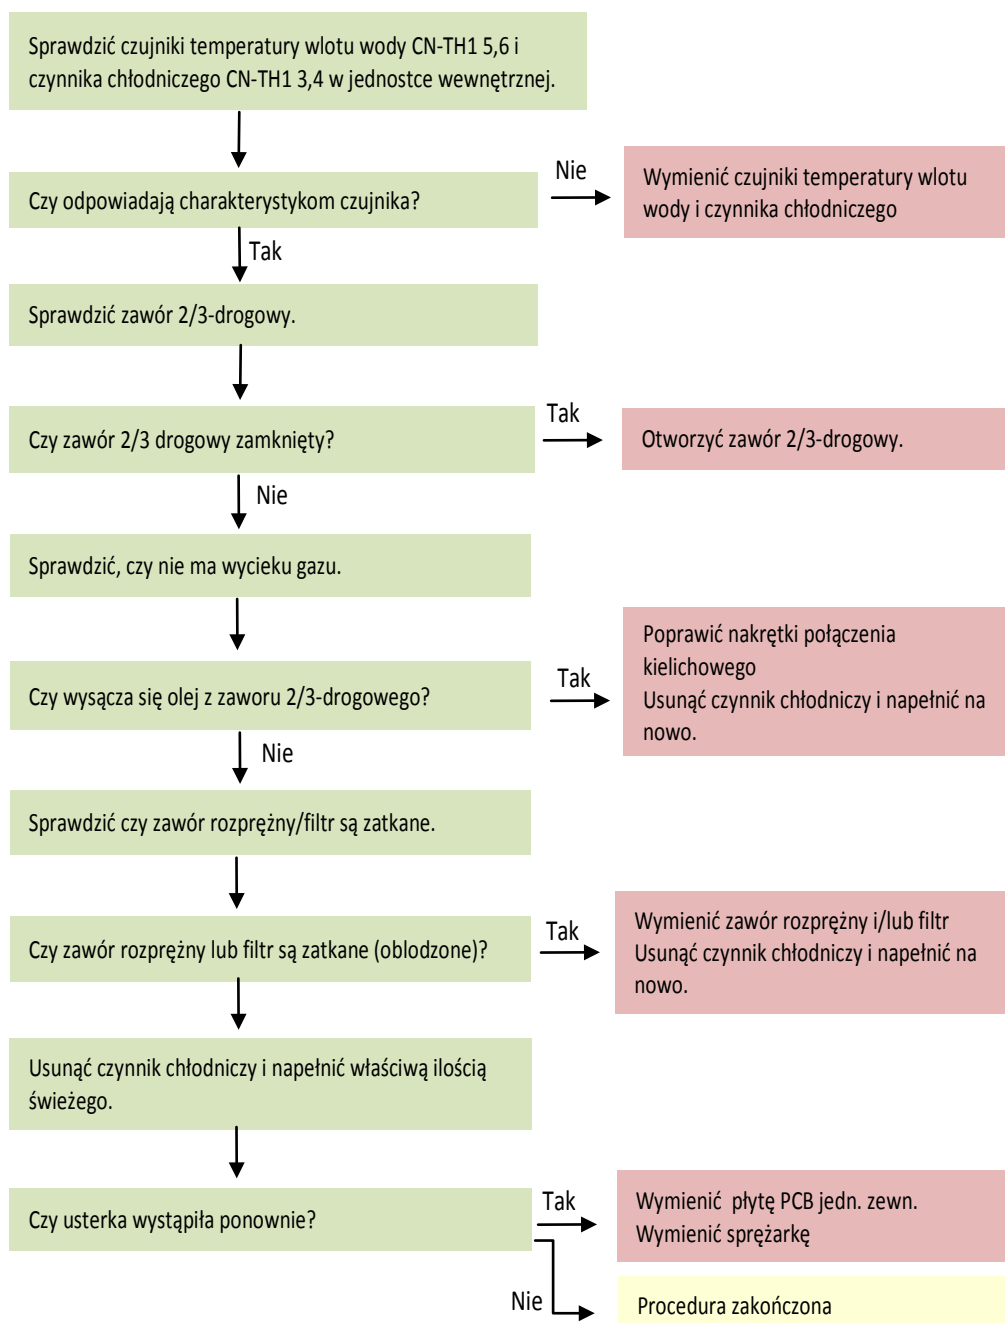 Sprawdzić czujniki temperatury wlotu wody CN-TH1 5,6 i
czynnika chłodniczego CN-TH1 3,4 w jednostce wewnętrznej.
Czy odpowiadają charakterystykom czujnika?
Nie
Wymienić czujniki temperatury wlotu
wody i czynnika chłodniczego
Tak
Sprawdzić zawór 2/3-drogowy.
Czy zawór 2/3 drogowy zamknięty?
Tak
Otworzyć zawór 2/3-drogowy.
Nie
Sprawdzić, czy nie ma wycieku gazu.
Czy wysącza się olej z zaworu 2/3-drogowego?
Tak
Poprawić nakrętki połączenia
kielichowego
Usunąć czynnik chłodniczy i napełnić na
nowo.
Nie
Sprawdzić czy zawór rozprężny/filtr są zatkane.
Czy zawór rozprężny lub filtr są zatkane (oblodzone)?
Tak
Wymienić zawór rozprężny i/lub filtr
Usunąć czynnik chłodniczy i napełnić na
nowo.
Usunąć czynnik chłodniczy i napełnić właściwą ilością
świeżego.
Czy usterka wystąpiła ponownie?
Tak
Wymienić płytę PCB jedn. zewn.
Wymienić sprężarkę
Nie
Procedura zakończona